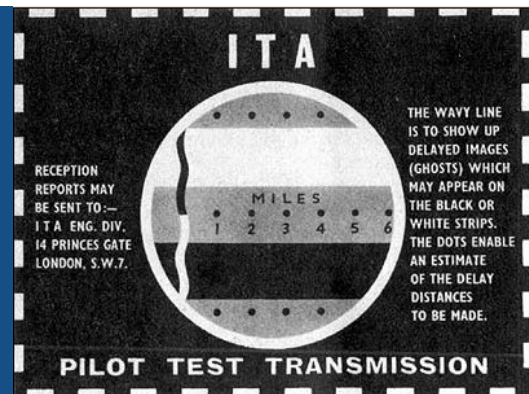 ITA
RECEPTION
REPORTS MAY
BE SENT TO:—
ITA ENG. DIV.
14 PRINCES GATE
LONDON, S.W.7.
MILES
1 2 3 4 5 6
THE WAVY LINE
IS TO SHOW UP
DELAYED IMAGES
(GHOSTS) WHICH
MAY APPEAR ON
THE BLACK OR
WHITE STRIPS.
THE DOTS ENABLE
AN ESTIMATE
OF THE DELAY
DISTANCES
TO BE MADE.
PILOT TEST TRANSMISSION